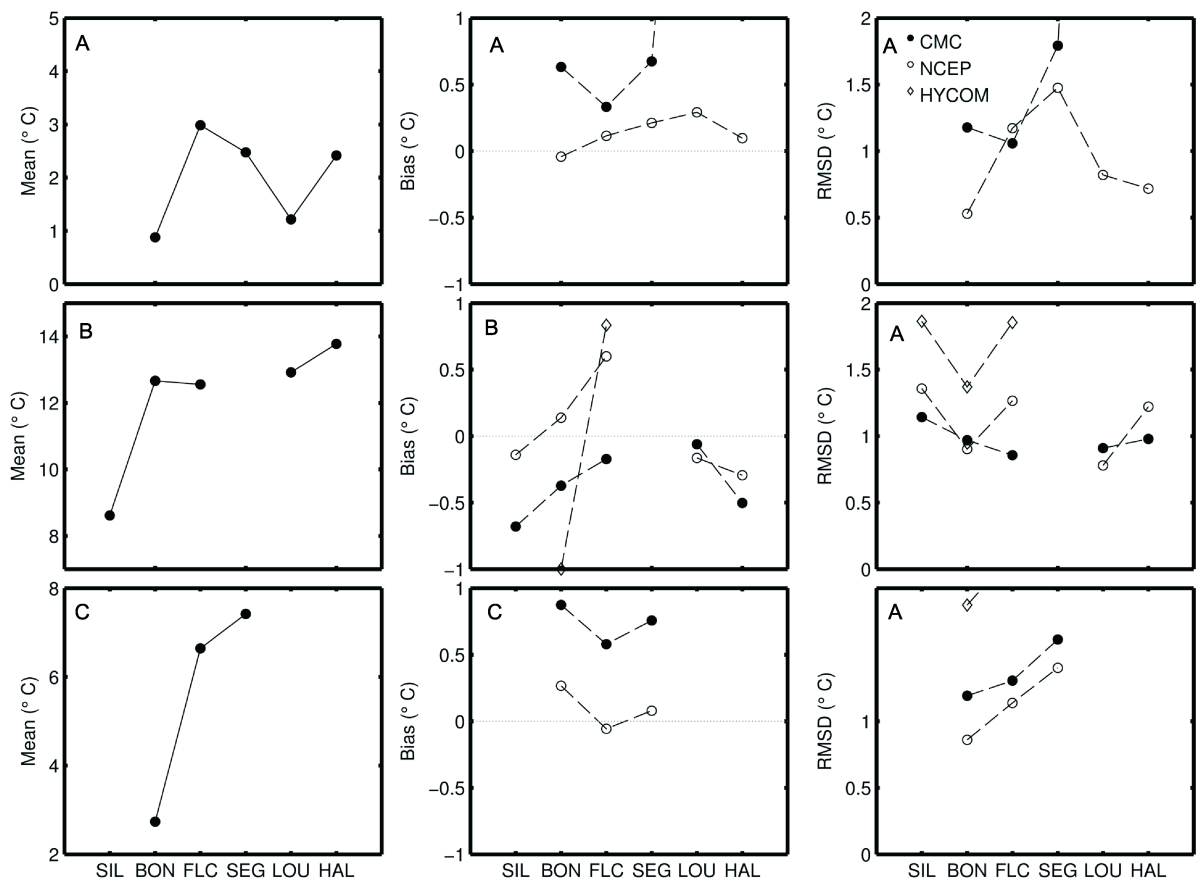 5
4
3
2
1
0
Mean (° C)
A
1
0.5
0
−0.5
−1
Bias (° C)
A
2
1.5
1
0.5
0
RMSD (° C)
A
CMC
NCEP
HYCOM
14
12
10
8
Mean (° C)
B
1
0.5
0
−0.5
−1
Bias (° C)
B
2
1.5
1
0.5
0
RMSD (° C)
A
8
6
4
2
Mean (° C)
C
SIL BON FLC SEG LOU HAL
1
0.5
0
−0.5
−1
Bias (° C)
C
SIL BON FLC SEG LOU HAL
1
0.5
0
RMSD (° C)
A
SIL BON FLC SEG LOU HAL